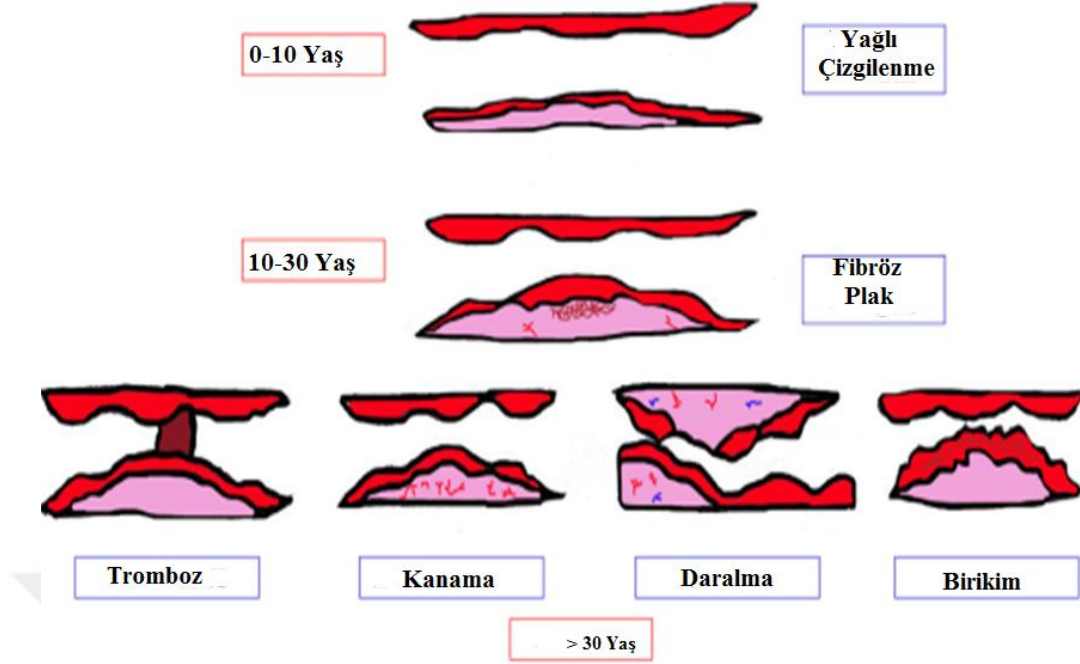 0-10 Yaş
Yağlı
Çizgilenme
10-30 Yaş
Fibröz
Plak
Tromboz
Kanama
Daralma
Birikim
> 30 Yaş